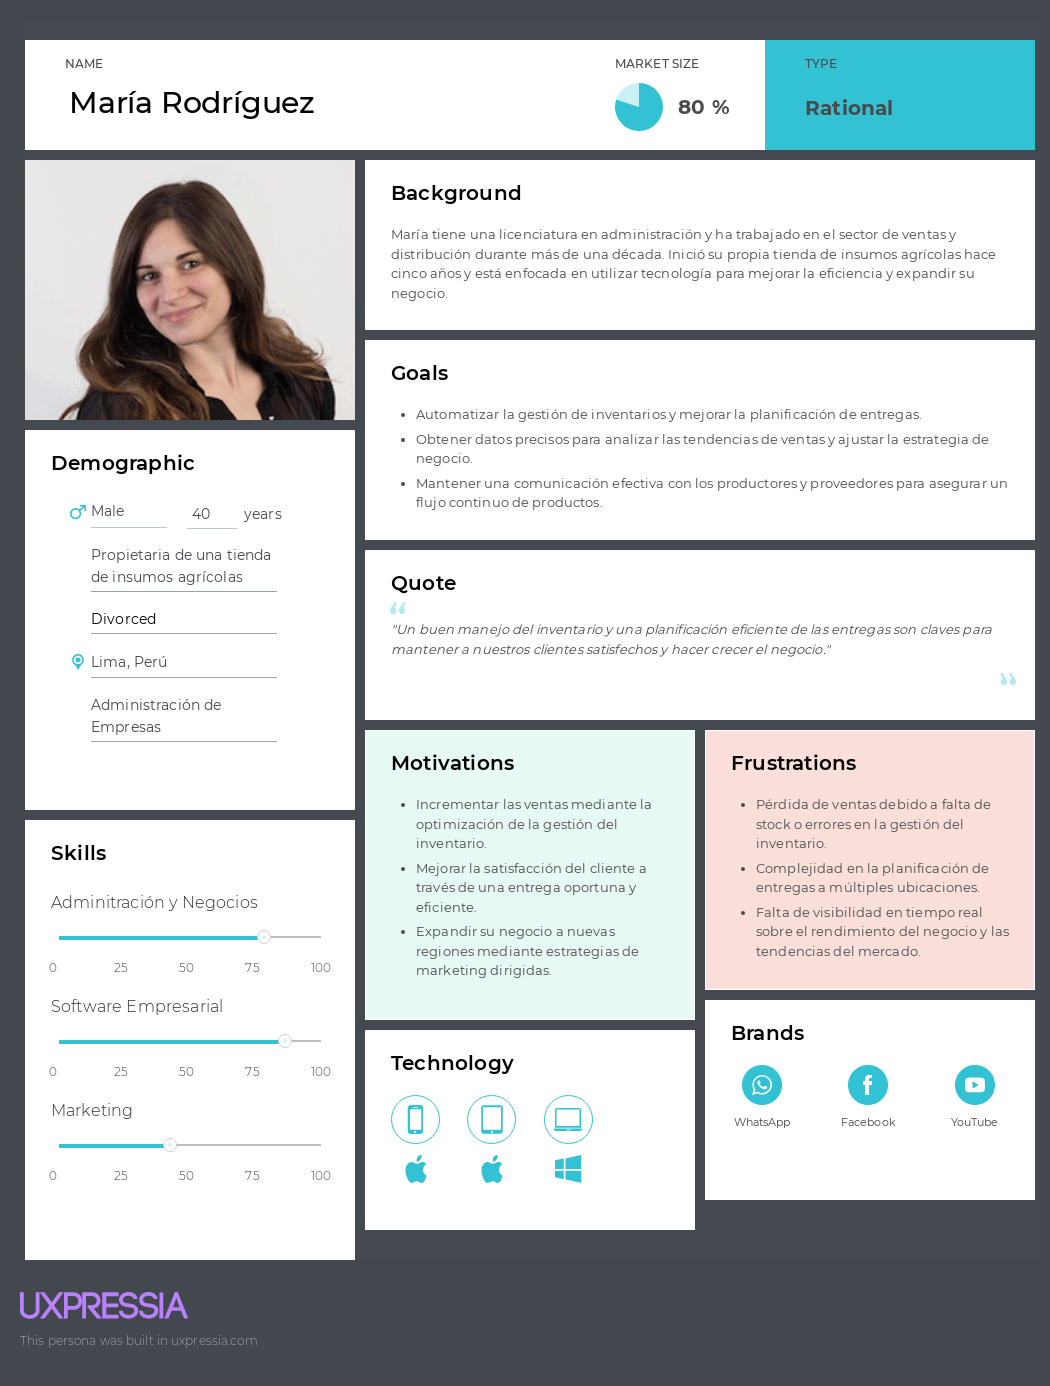 NAME
María Rodríguez
MARKET SIZE
80 %
TYPE
Rational
Background
María tiene una licenciatura en administración y ha trabajado en el sector de ventas y
distribución durante más de una década. Inició su propia tienda de insumos agrícolas hace
cinco años y está enfocada en utilizar tecnología para mejorar la eficiencia y expandir su
negocio.
Goals
Automatizar la gestión de inventarios y mejorar la planificación de entregas.
Obtener datos precisos para analizar las tendencias de ventas y ajustar la estrategia de
negocio.
Mantener una comunicación efectiva con los productores y proveedores para asegurar un
flujo continuo de productos.
Demographic
Male
40 years
Propietaria de una tienda
de insumos agrícolas
Divorced
Lima, Perú
Administración de
Empresas
Quote
"Un buen manejo del inventario y una planificación eficiente de las entregas son claves para
mantener a nuestros clientes satisfechos y hacer crecer el negocio."
Motivations
Incrementar las ventas mediante la
optimización de la gestión del
inventario.
Mejorar la satisfacción del cliente a
través de una entrega oportuna y
eficiente.
Expandir su negocio a nuevas
regiones mediante estrategias de
marketing dirigidas.
Frustrations
Pérdida de ventas debido a falta de
stock o errores en la gestión del
inventario.
Complejidad en la planificación de
entregas a múltiples ubicaciones.
Falta de visibilidad en tiempo real
sobre el rendimiento del negocio y las
tendencias del mercado.
Skills
Adminitración y Negocios
0 25 50 75 100
Software Empresarial
0 25 50 75 100
Marketing
0 25 50 75 100
Technology
Brands
WhatsApp
Facebook
YouTube
UXPRESSIA
This persona was built in uxpressia.com